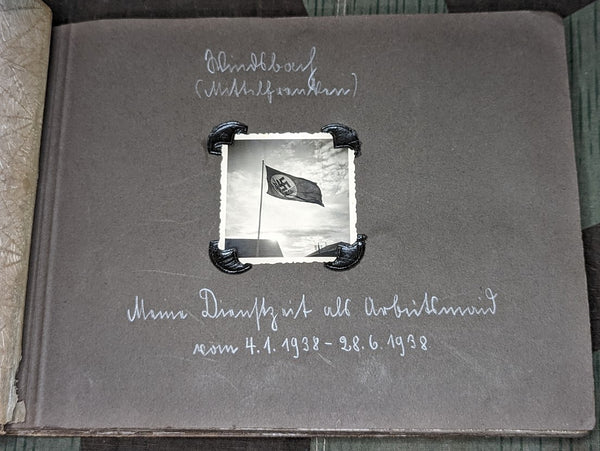 Windsbach
(Mittelfranken)
Meine Dienstzeit als Arbeitsmaid
vom 4.1.1938 - 28.6.1938